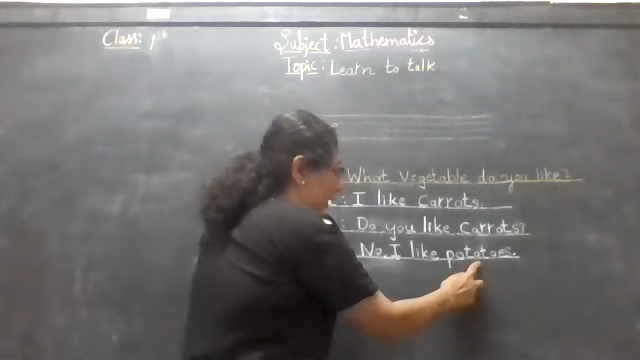 Class: 1st
Subject: Mathematics
Topic: Learn to talk
What Vegetable do you like?
: I like Carrots.
: Do you like Carrots?
No, I like potatoes.